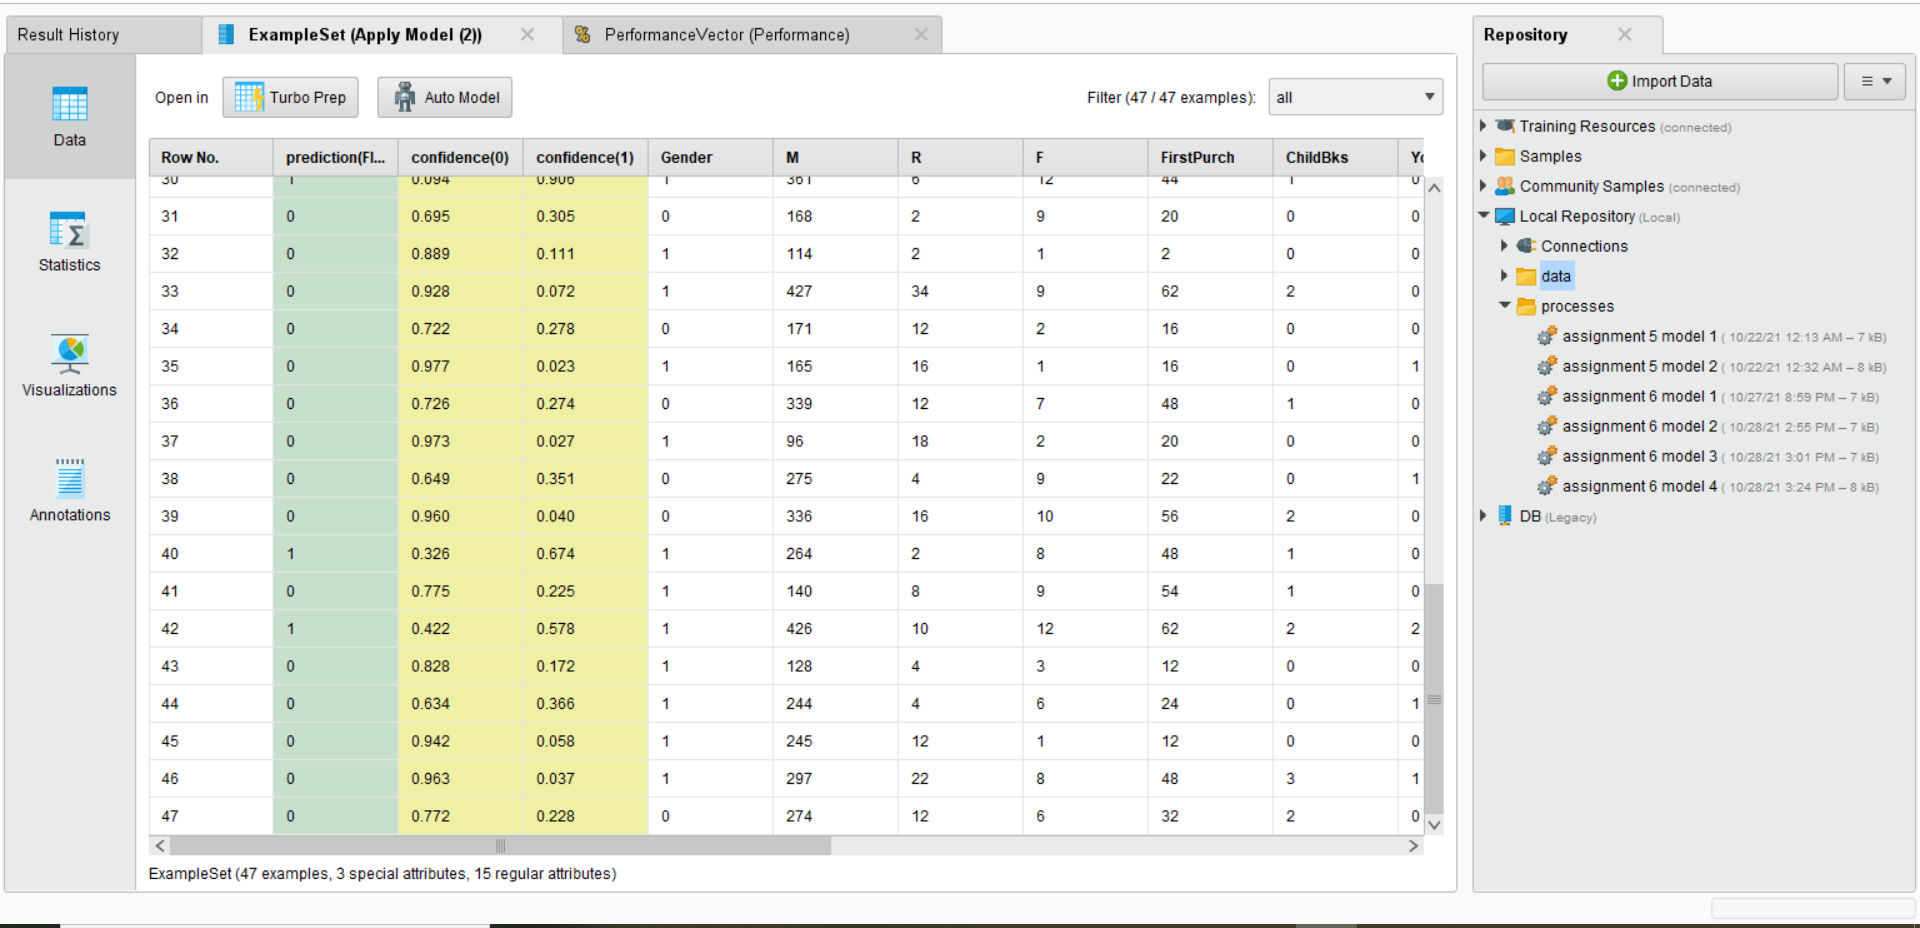 Result History
ExampleSet (Apply Model (2))
PerformanceVector (Performance)
Repository
Data
Statistics
Visualizations
Annotations
Open in
Turbo Prep
Auto Model
Filter (47 / 47 examples):
all
Row No. prediction(Fl... confidence(0) confidence(1) Gender M R F FirstPurch ChildBks
30 1 0.094 0.906 1 361 6 12 44 1 0
31 0 0.695 0.305 0 168 2 9 20 0 0
32 0 0.889 0.111 1 114 2 1 2 0 0
33 0 0.928 0.072 1 427 34 9 62 2 0
34 0 0.722 0.278 0 171 12 2 16 0 0
35 0 0.977 0.023 1 165 16 1 16 0 1
36 0 0.726 0.274 0 339 12 7 48 1 0
37 0 0.973 0.027 1 96 18 2 20 0 0
38 0 0.649 0.351 0 275 4 9 22 0 1
39 0 0.960 0.040 0 336 16 10 56 2 0
40 1 0.326 0.674 1 264 2 8 48 1 0
41 0 0.775 0.225 1 140 8 9 54 1 0
42 1 0.422 0.578 1 426 10 12 62 2 2
43 0 0.828 0.172 1 128 4 3 12 0 0
44 0 0.634 0.366 1 244 4 6 24 0 1
45 0 0.942 0.058 1 245 12 1 12 0 0
46 0 0.963 0.037 1 297 22 8 48 3 1
47 0 0.772 0.228 0 274 12 6 32 2 0
ExampleSet (47 examples, 3 special attributes, 15 regular attributes)
Import Data
Training Resources (connected)
Samples
Community Samples (connected)
Local Repository (Local)
Connections
data
processes
assignment 5 model 1 ( 10/22/21 12:13 AM – 7 kB)
assignment 5 model 2 ( 10/22/21 12:32 AM – 8 kB)
assignment 6 model 1 ( 10/27/21 8:59 PM – 7 kB)
assignment 6 model 2 ( 10/28/21 2:55 PM – 7 kB)
assignment 6 model 3 ( 10/28/21 3:01 PM – 7 kB)
assignment 6 model 4 ( 10/28/21 3:24 PM – 8 kB)
DB (Legacy)